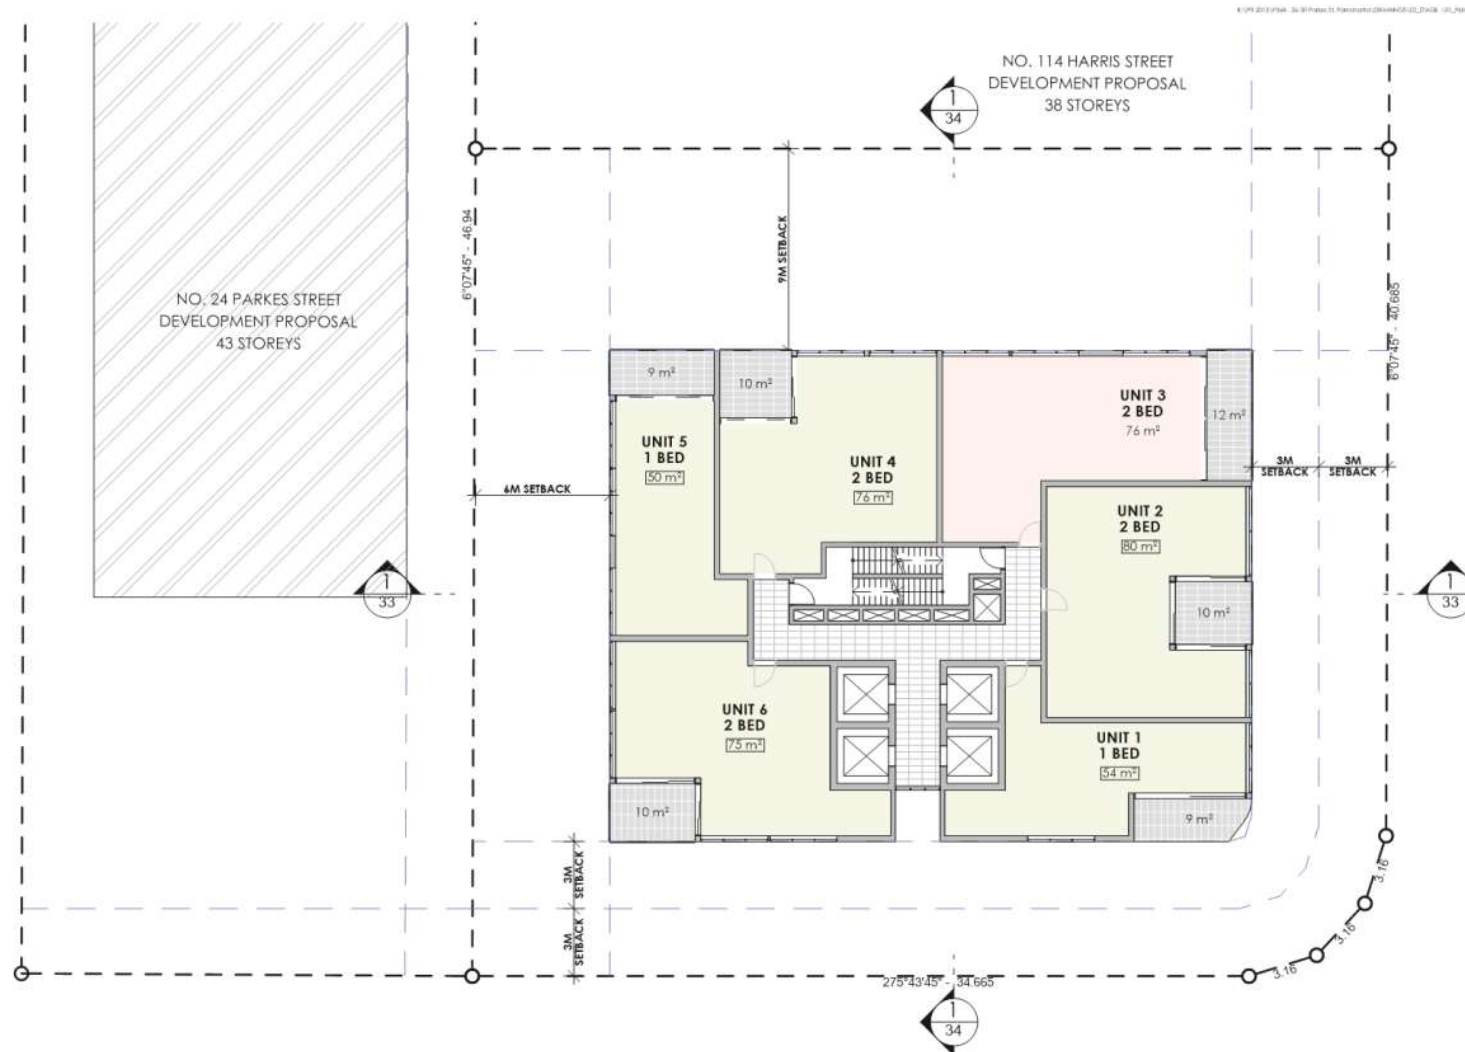 NO. 114 HARRIS STREET
DEVELOPMENT PROPOSAL
38 STOREYS
1
34
6°07'45" - 46.94
9M SETBACK
6°07'45" - 40.685
NO. 24 PARKES STREET
DEVELOPMENT PROPOSAL
43 STOREYS
9 m²
10 m²
UNIT 3
2 BED
76 m²
12 m²
UNIT 5
1 BED
50 m²
UNIT 4
2 BED
76 m²
3M
SETBACK
3M
SETBACK
6M SETBACK
UNIT 2
2 BED
80 m²
1
33
1
33
10 m²
UNIT 6
2 BED
75 m²
UNIT 1
1 BED
54 m²
10 m²
9 m²
3M
SETBACK
3M
SETBACK
3.16
3.16
3.16
275°43'45" - 34.665
1
34